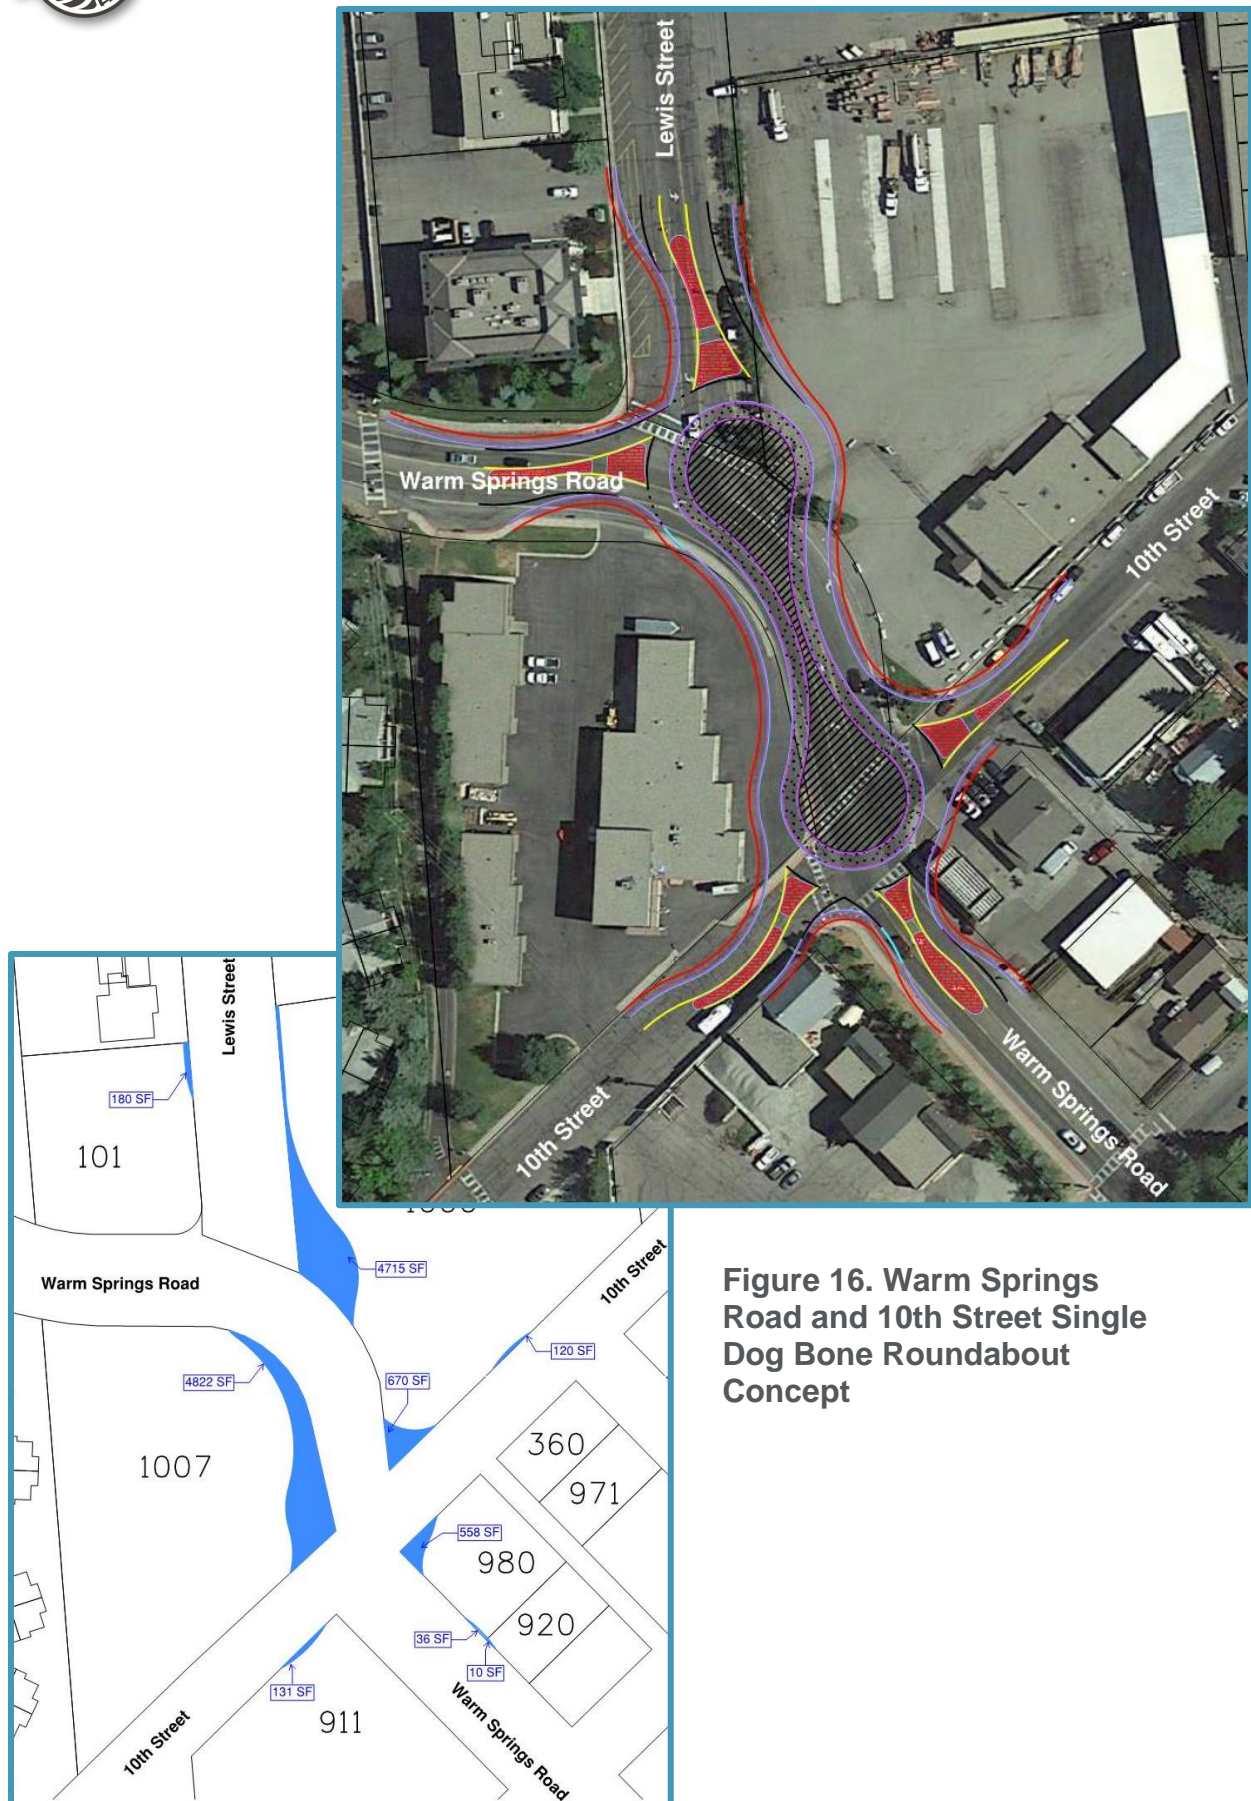 Lewis Street
Warm Springs Road
10th Street
10th Street
Warm Springs Road
Lewis Street
180 SF
101
4715 SF
Warm Springs Road
10th Street
120 SF
4822 SF
670 SF
360
1007
971
558 SF
980
920
36 SF
10 SF
131 SF
911
10th Street
Warm Springs Road
Figure 16. Warm Springs
Road and 10th Street Single
Dog Bone Roundabout
Concept